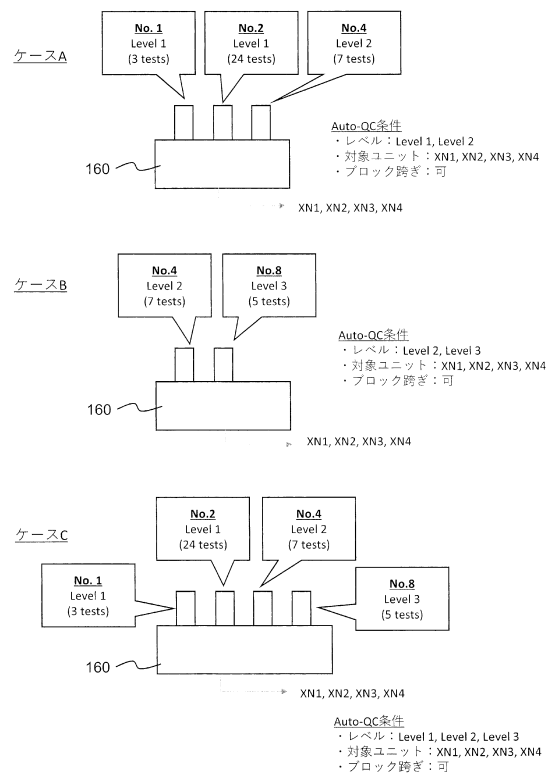 ケースA
No. 1
Level 1
(3 tests)
No.2
Level 1
(24 tests)
No.4
Level 2
(7 tests)
160
XN1, XN2, XN3, XN4
Auto-QC条件
・レベル：Level 1, Level 2
・対象ユニット：XN1, XN2, XN3, XN4
・ブロック跨ぎ：可
ケースB
No.4
Level 2
(7 tests)
No.8
Level 3
(5 tests)
160
XN1, XN2, XN3, XN4
Auto-QC条件
・レベル：Level 2, Level 3
・対象ユニット：XN1, XN2, XN3, XN4
・ブロック跨ぎ：可
ケースC
No. 1
Level 1
(3 tests)
No.2
Level 1
(24 tests)
No.4
Level 2
(7 tests)
No.8
Level 3
(5 tests)
160
XN1, XN2, XN3, XN4
Auto-QC条件
・レベル：Level 1, Level 2, Level 3
・対象ユニット：XN1, XN2, XN3, XN4
・ブロック跨ぎ：可